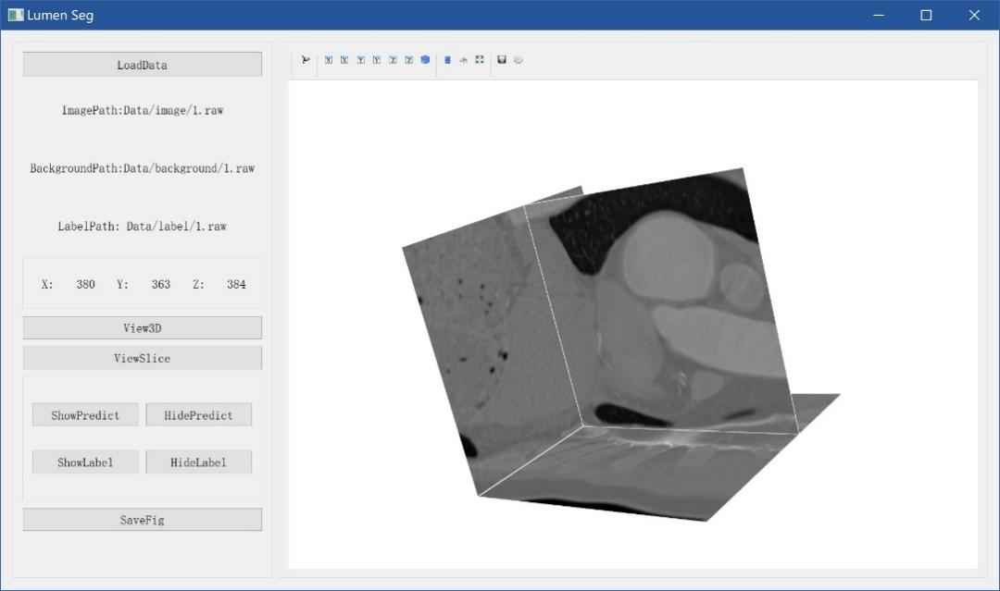 Lumen Seg
LoadData
ImagePath:Data/image/1.raw
BackgroundPath:Data/background/1.raw
LabelPath: Data/label/1.raw
X: 380 Y: 363 Z: 384
View3D
ViewSlice
ShowPredict HidePredict
ShowLabel HideLabel
SaveFig
X X Y Y Z Z